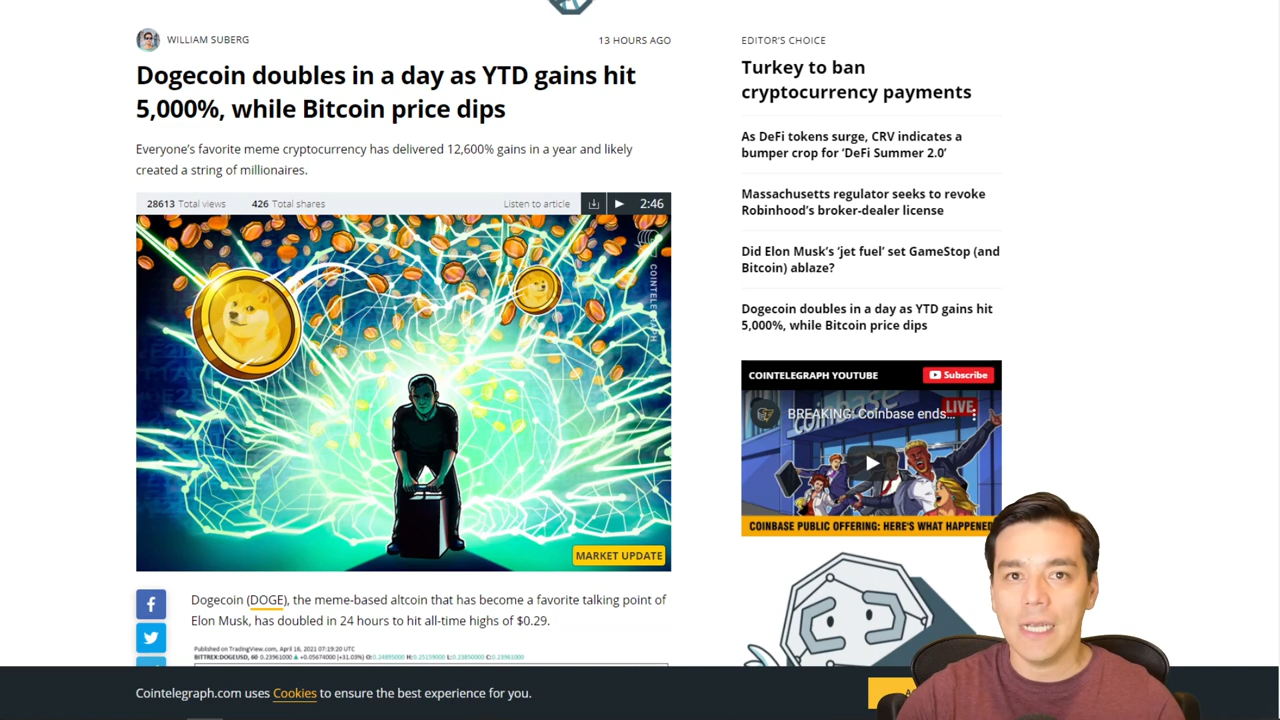 WILLIAM SUBERG
13 HOURS AGO
Dogecoin doubles in a day as YTD gains hit
5,000%, while Bitcoin price dips
Everyone's favorite meme cryptocurrency has delivered 12,600% gains in a year and likely
created a string of millionaires.
28613 Total views 426 Total shares
Listen to article
2:46
COINTELEGRAPH
MARKET UPDATE
Dogecoin (DOGE), the meme-based altcoin that has become a favorite talking point of
Elon Musk, has doubled in 24 hours to hit all-time highs of $0.29.
Published on TradingView.com, April 16, 2021 07:19:20 UTC
EDITOR'S CHOICE
Turkey to ban
cryptocurrency payments
As DeFi tokens surge, CRV indicates a
bumper crop for 'DeFi Summer 2.0'
Massachusetts regulator seeks to revoke
Robinhood's broker-dealer license
Did Elon Musk's 'jet fuel' set GameStop (and
Bitcoin) ablaze?
Dogecoin doubles in a day as YTD gains hit
5,000%, while Bitcoin price dips
COINTELEGRAPH YOUTUBE
Subscribe
BREAKING: Coinbase ends...
LIVE
coinbase
COINBASE PUBLIC OFFERING: HERE'S WHAT HAPPENED
Cointelegraph.com uses Cookies to ensure the best experience for you.